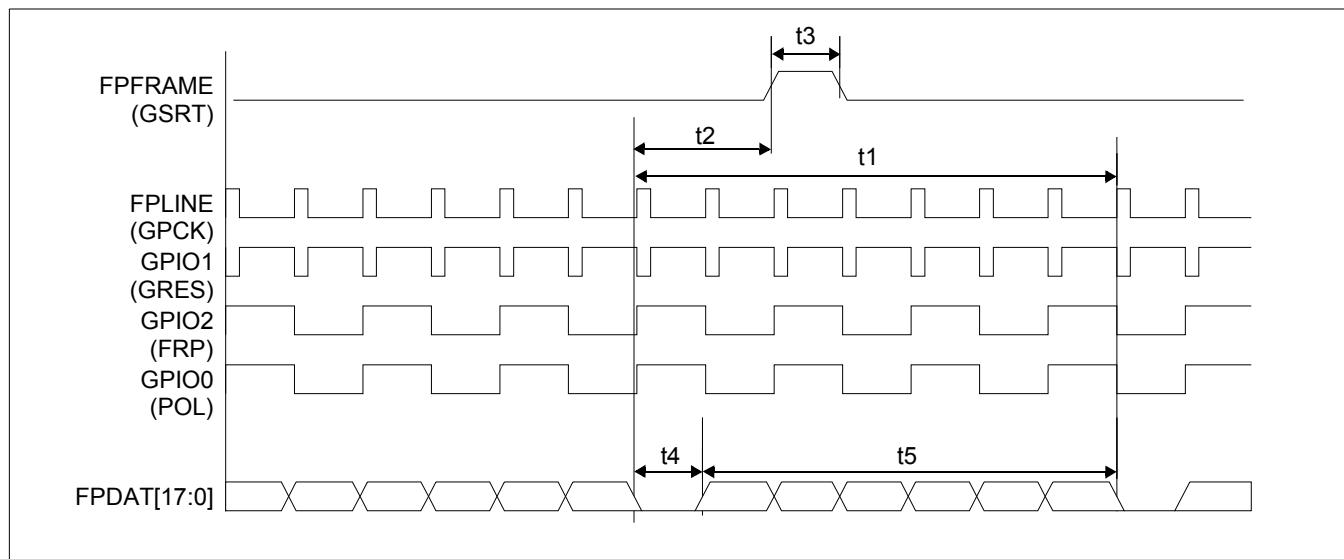 t3
FPFRAME
(GSRT)
t2
t1
FPLINE
(GPCK)
GPIO1
(GRES)
GPIO2
(FRP)
GPIO0
(POL)
t4
t5
FPDAT[17:0]